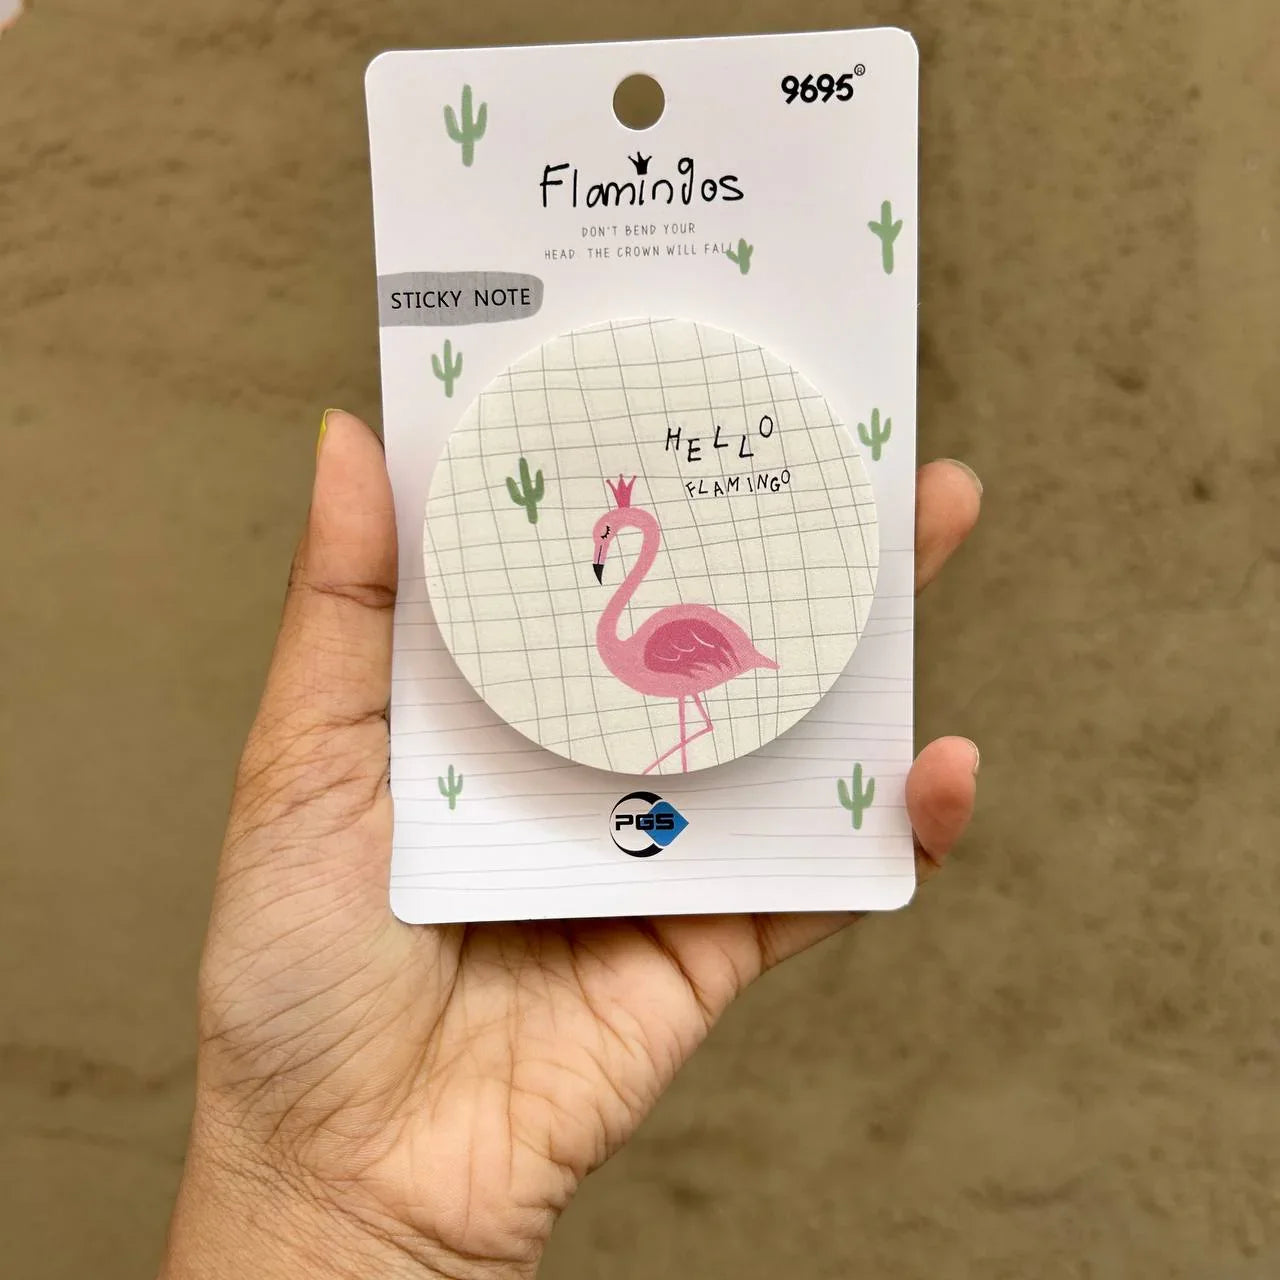 9695®
Flamingos
DON'T BEND YOUR
HEAD. THE CROWN WILL FALL
STICKY NOTE
HELLO
FLAMINGO
PGS